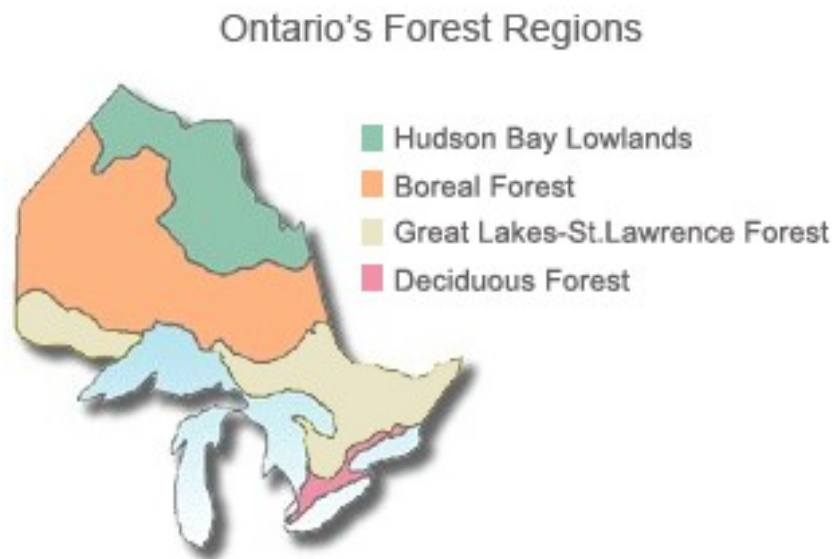 Ontario's Forest Regions
Hudson Bay Lowlands
Boreal Forest
Great Lakes-St.Lawrence Forest
Deciduous Forest